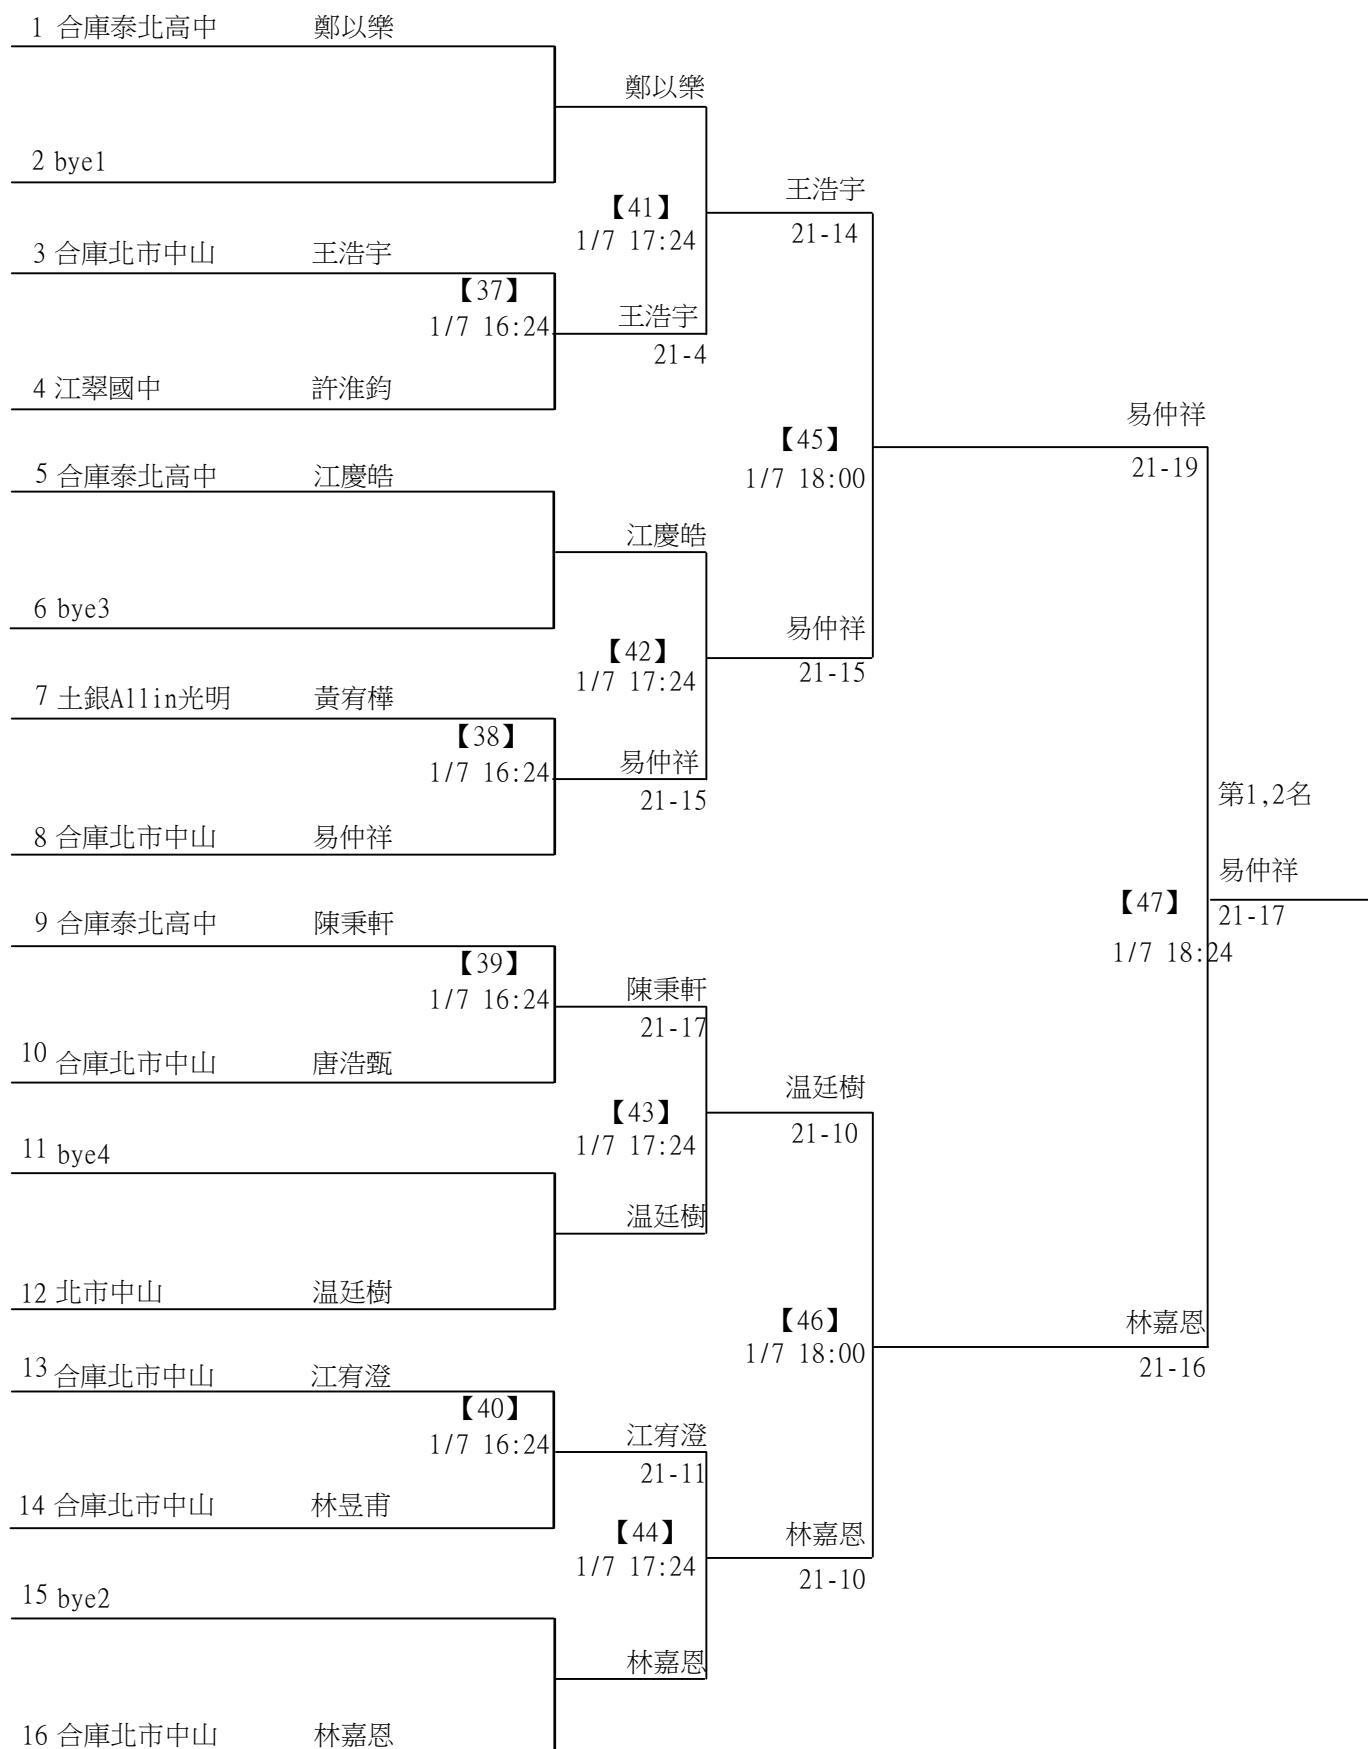 1 合庫泰北高中 鄭以樂
鄭以樂
2 bye1
王浩宇
【41】
21-14
1/7 17:24
3 合庫北市中山 王浩宇
【37】
王浩宇
1/7 16:24
21-4
4 江翠國中 許淮鈞
易仲祥
【45】
21-19
1/7 18:00
5 合庫泰北高中 江慶皓
江慶皓
6 bye3
易仲祥
【42】
21-15
1/7 17:24
7 土銀Allin光明 黃宥樺
【38】
易仲祥
1/7 16:24
21-15
第1,2名
8 合庫北市中山 易仲祥
易仲祥
【47】
21-17
1/7 18:24
9 合庫泰北高中 陳秉軒
【39】
陳秉軒
1/7 16:24
21-17
10 合庫北市中山 唐浩甄
温廷樹
【43】
21-10
1/7 17:24
11 bye4
温廷樹
12 北市中山 温廷樹
【46】
林嘉恩
1/7 18:00
21-16
13 合庫北市中山 江宥澄
【40】
江宥澄
1/7 16:24
21-11
14 合庫北市中山 林昱甫
【44】
林嘉恩
1/7 17:24
21-10
15 bye2
林嘉恩
16 合庫北市中山 林嘉恩